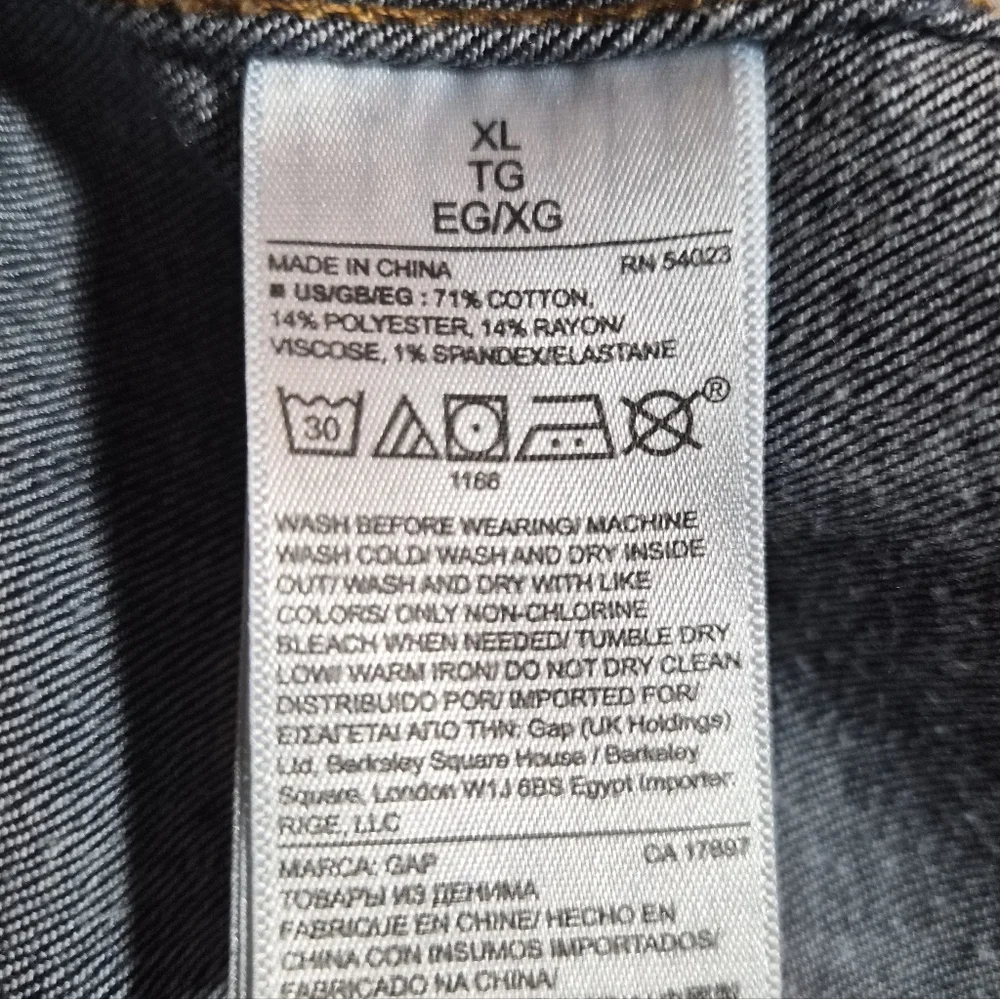 XL
TG
EG/XG
MADE IN CHINA RN 54023
■ US/GB/EG : 71% COTTON,
14% POLYESTER, 14% RAYON/
VISCOSE, 1% SPANDEX/ELASTANE
30 ®
1166
WASH BEFORE WEARING/ MACHINE
WASH COLD/ WASH AND DRY INSIDE
OUT/ WASH AND DRY WITH LIKE
COLORS/ ONLY NON-CHLORINE
BLEACH WHEN NEEDED/ TUMBLE DRY
LOW/ WARM IRON/ DO NOT DRY CLEAN
DISTRIBUIDO POR/ IMPORTED FOR/
ΕΙΣΑΓΕΤΑΙ ΑΠΟ ΤΗΝ: Gap (UK Holdings)
Ltd. Berkeley Square House / Berkeley
Square, London W1J 6BS Egypt Importer:
RIGE, LLC
MARCA: GAP CA 17897
ТОВАРЫ ИЗ ДЕНИМА
FABRIQUE EN CHINE/ HECHO EN
CHINA CON INSUMOS IMPORTADOS/
FABRICADO NA CHINA/